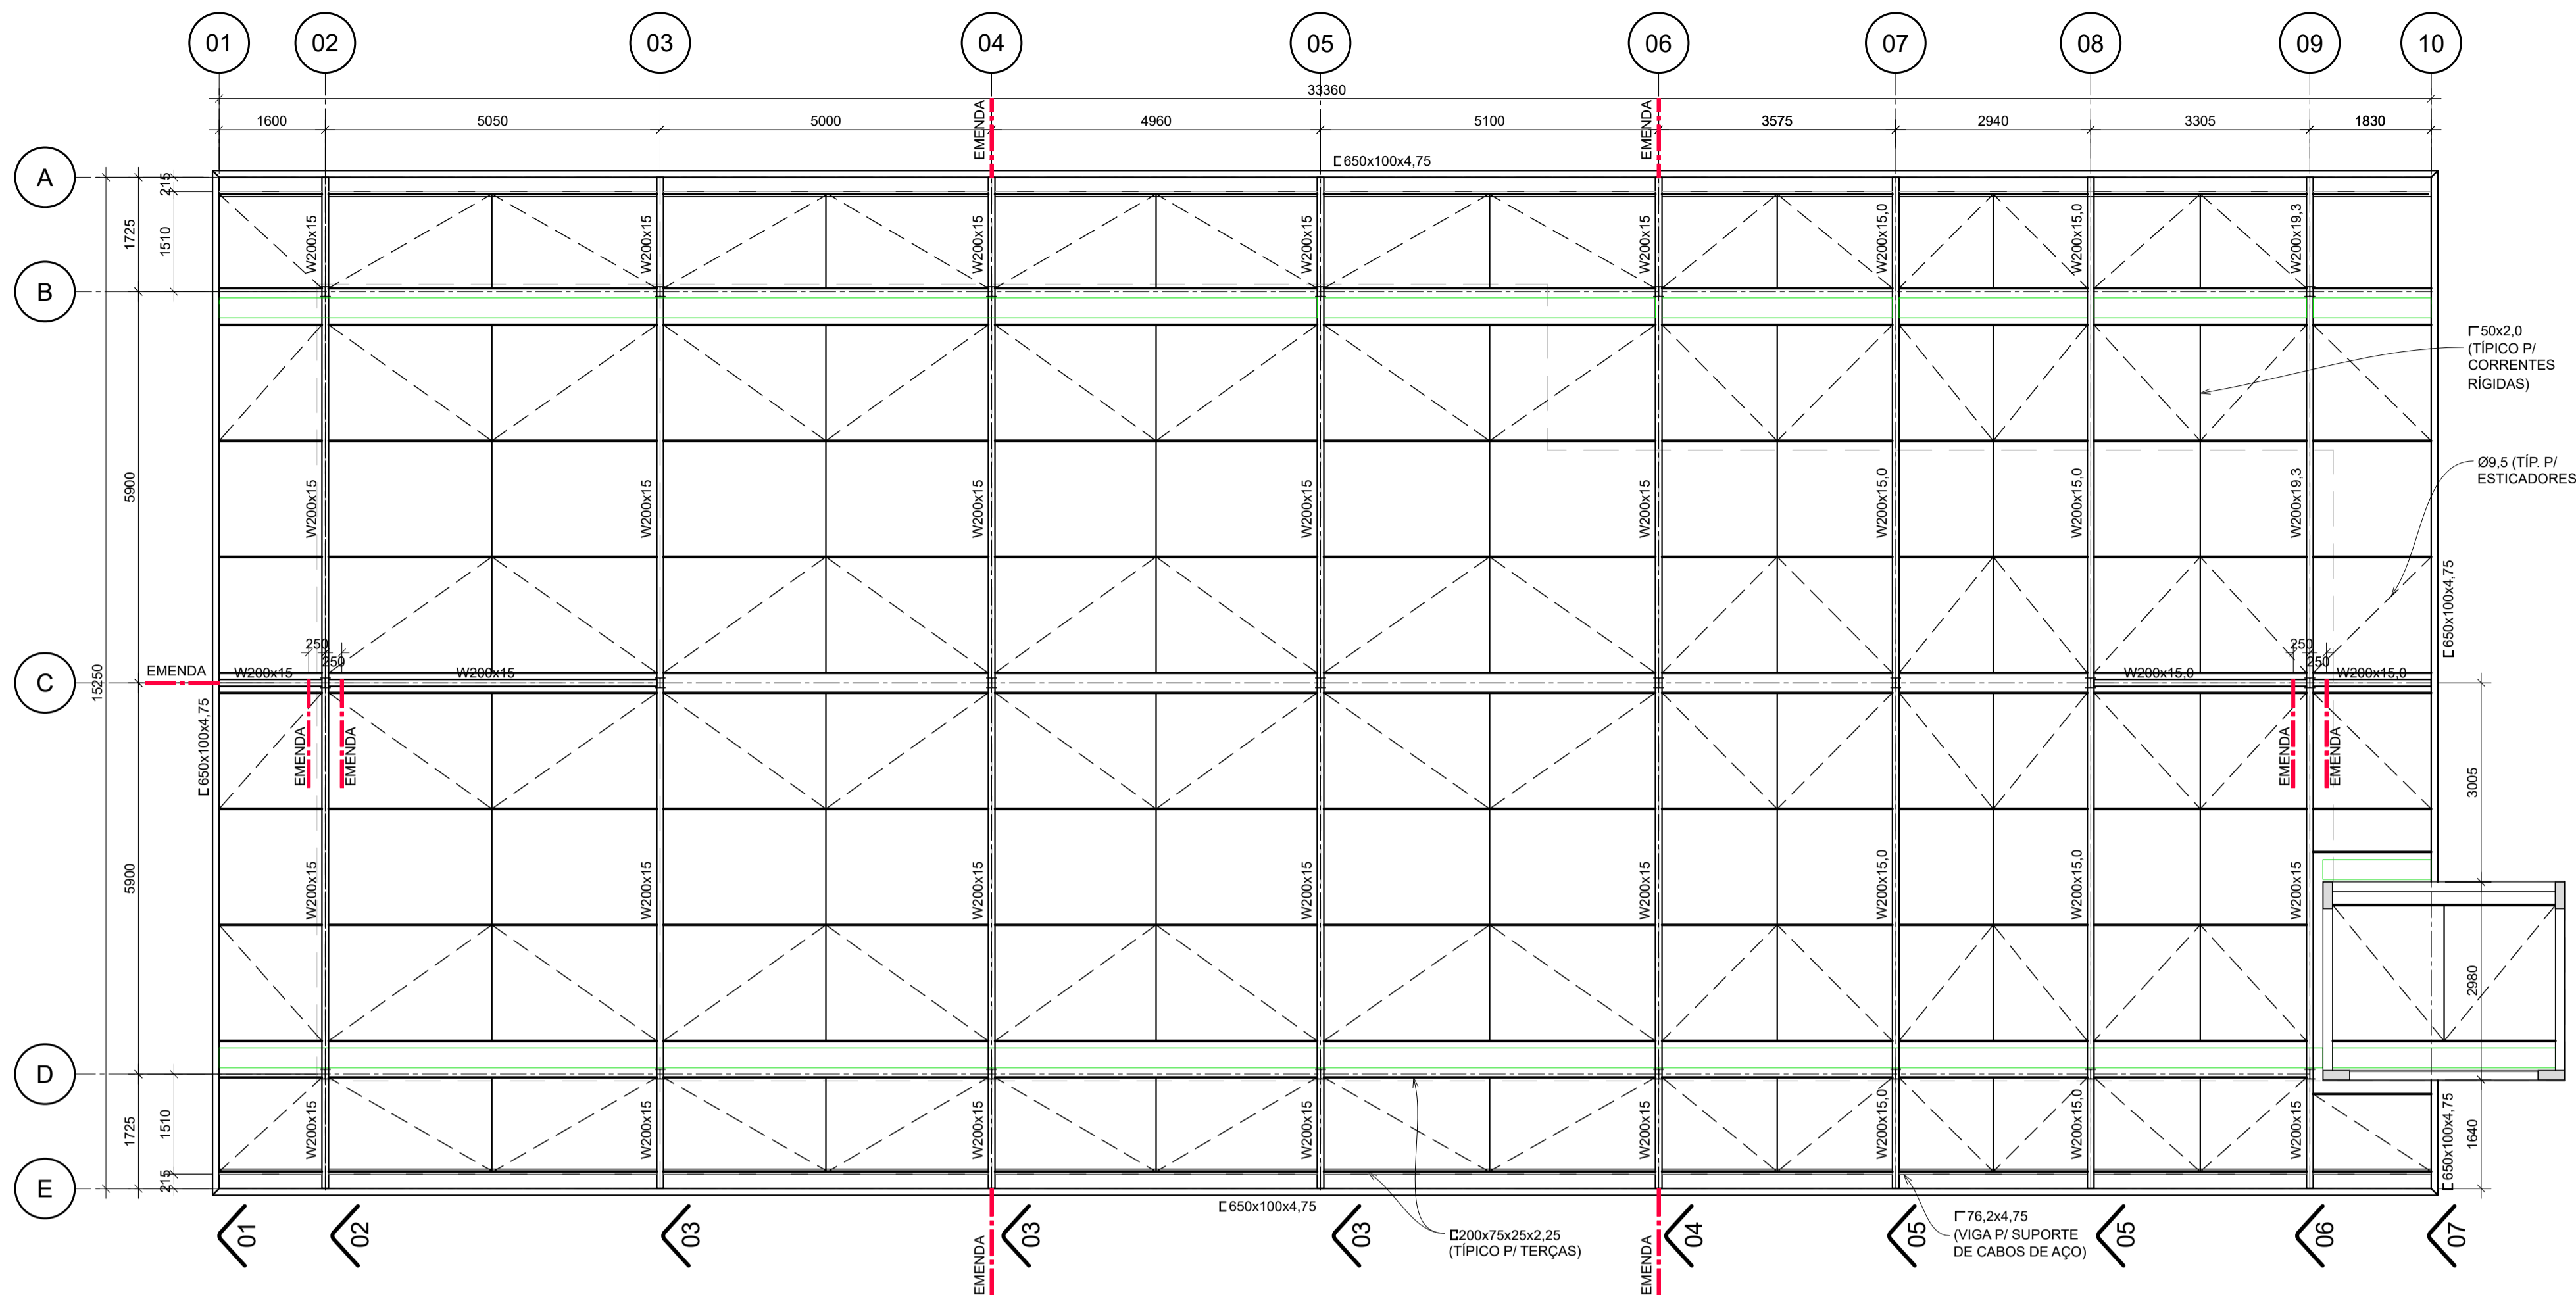 01 02 03 04 05 06 07 08 09 10
33360
1600 5050 5000 4960 5100 3575 2940 3305 1830
EMENDA EMENDA
⊏650x100x4,75
A
B
C
D
E
215
1725 1510
W200x15 W200x15 W200x15 W200x15 W200x15 W200x15,0 W200x15,0 W200x19,3
Γ50x2,0
(TÍPICO P/
CORRENTES
RÍGIDAS)
5900
W200x15 W200x15 W200x15 W200x15 W200x15 W200x15,0 W200x15,0 W200x19,3
Ø9,5 (TÍP. P/
ESTICADORES
⊏650x100x4,75
15250
250 250
250 250
EMENDA W200x15 W200x15 W200x15,0 W200x15,0
⊏650x100x4,75
EMENDA EMENDA EMENDA EMENDA
3005
5900
W200x15 W200x15 W200x15 W200x15 W200x15 W200x15,0 W200x15,0 W200x15
2980
1725 1510
W200x15 W200x15 W200x15 W200x15 W200x15 W200x15,0 W200x15,0 W200x15
⊏650x100x4,75
1640
215
⊏650x100x4,75
01 02 03 03 03 04 05 05 06 07
EMENDA EMENDA
⊏200x75x25x2,25
(TÍPICO P/ TERÇAS)
Γ76,2x4,75
(VIGA P/ SUPORTE
DE CABOS DE AÇO)